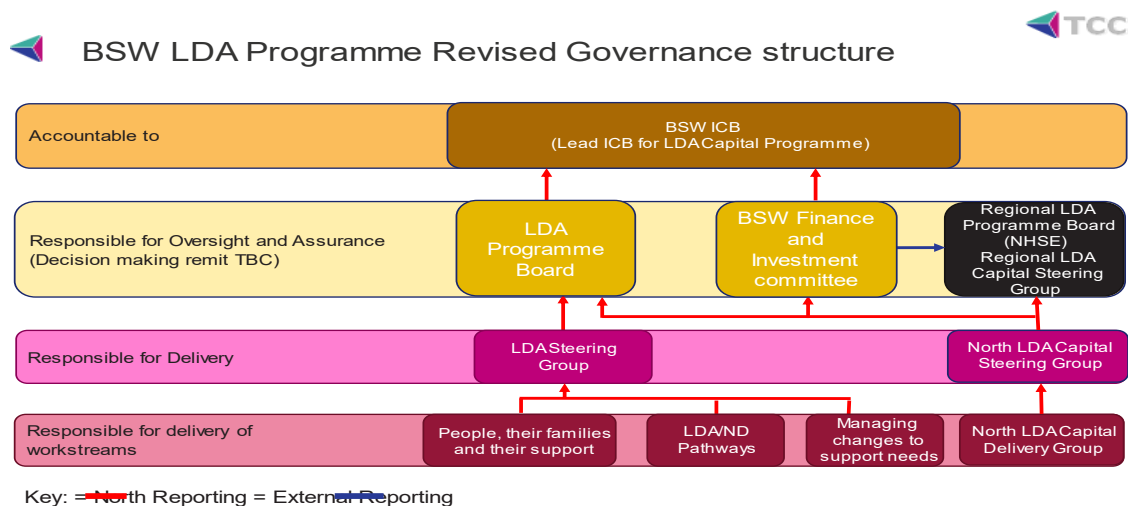 TCC
BSW LDA Programme Revised Governance structure
Accountable to
BSW ICB
(Lead ICB for LDA Capital Programme)
Responsible for Oversight and Assurance
(Decision making remit TBC)
LDA
Programme
Board
BSW Finance
and
Investment
committee
Regional LDA
Programme Board
(NHSE)
Regional LDA
Capital Steering
Group
Responsible for Delivery
LDA Steering
Group
North LDA Capital
Steering Group
Responsible for delivery of
workstreams
People, their families
and their support
LDA/ND
Pathways
Managing
changes to
support needs
North LDA Capital
Delivery Group
Key: = North Reporting = External Reporting